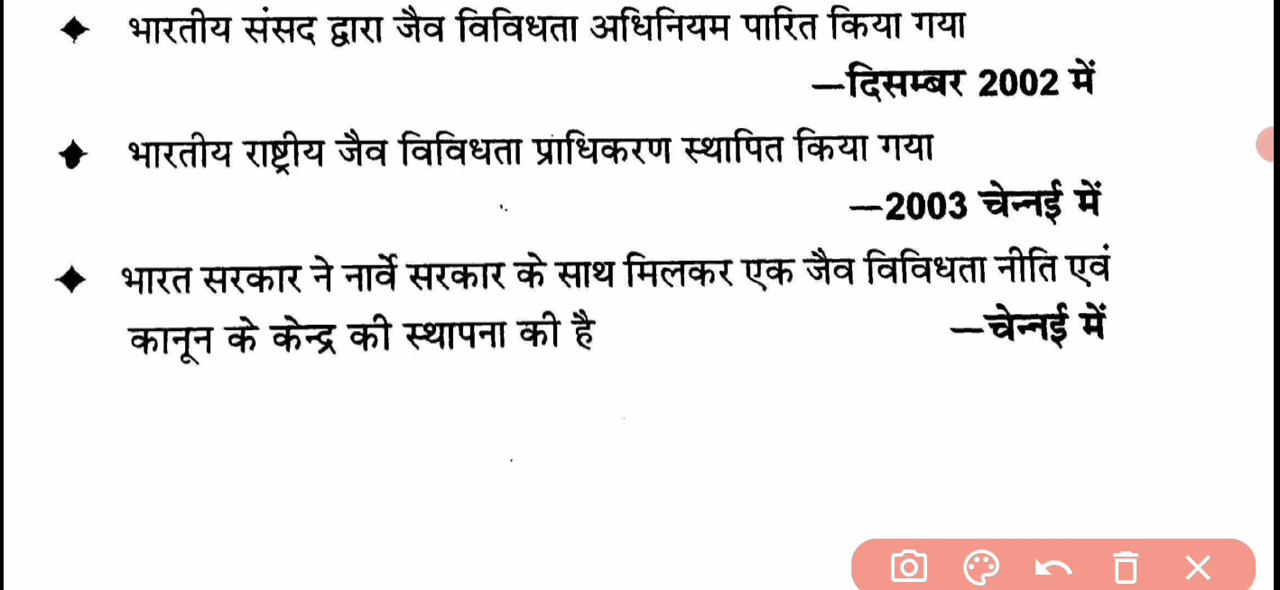 भारतीय संसद द्वारा जैव विविधता अधिनियम पारित किया गया
—दिसम्बर 2002 में
भारतीय राष्ट्रीय जैव विविधता प्राधिकरण स्थापित किया गया
—2003 चेन्नई में
भारत सरकार ने नार्वे सरकार के साथ मिलकर एक जैव विविधता नीति एवं
कानून के केन्द्र की स्थापना की है —चेन्नई में